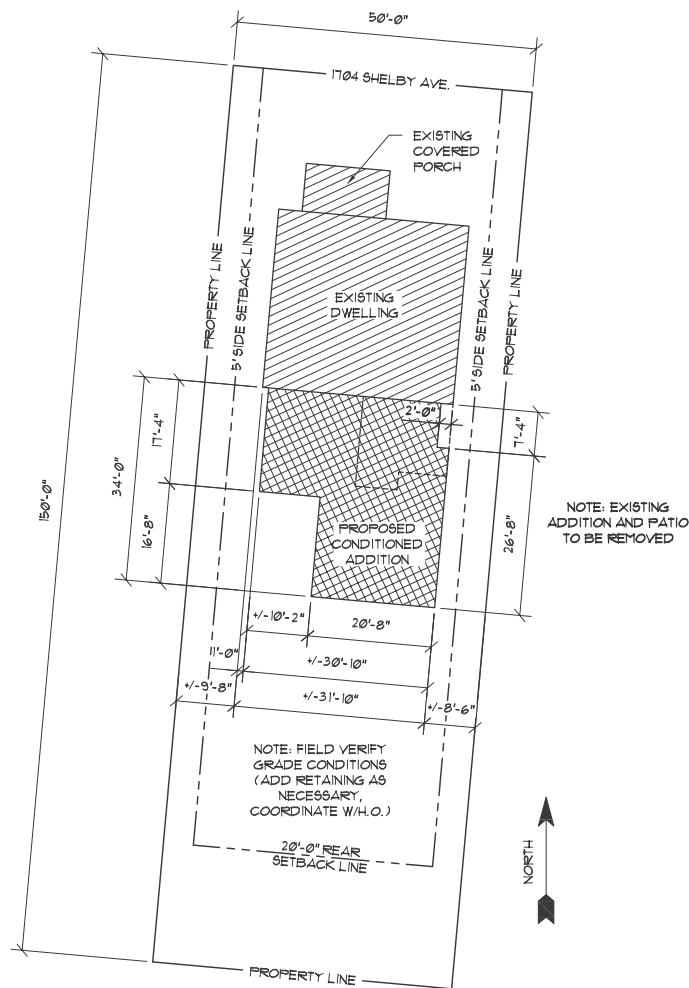 50'-0"
1704 SHELBY AVE.
EXISTING
COVERED
PORCH
PROPERTY LINE
5' SIDE SETBACK LINE
5' SIDE SETBACK LINE
PROPERTY LINE
EXISTING
DWELLING
2'-0"
7'-4"
17'-4"
34'-0"
16'-8"
150'-0"
26'-8"
NOTE: EXISTING
ADDITION AND PATIO
TO BE REMOVED
PROPOSED
CONDITIONED
ADDITION
+/-10'-2"
20'-8"
1'-0"
+/-30'-10"
+/-9'-8"
+/-31'-10"
+/-8'-6"
NOTE: FIELD VERIFY
GRADE CONDITIONS
(ADD RETAINING AS
NECESSARY,
COORDINATE W/H.O.)
20'-0" REAR
SETBACK LINE
NORTH
PROPERTY LINE